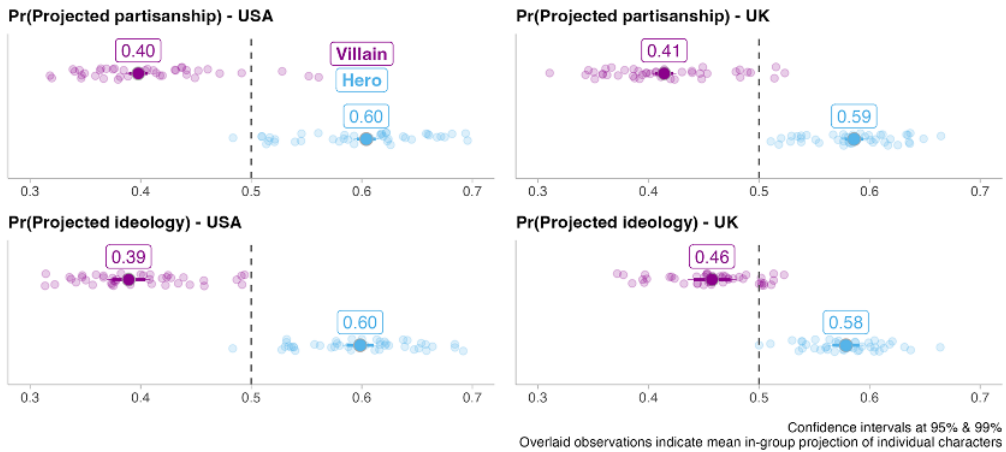 Pr(Projected partisanship) - USA
0.40
Villain
Hero
0.60
0.3 0.4 0.5 0.6 0.7
Pr(Projected partisanship) - UK
0.41
0.59
0.3 0.4 0.5 0.6 0.7
Pr(Projected ideology) - USA
0.39
0.60
0.3 0.4 0.5 0.6 0.7
Pr(Projected ideology) - UK
0.46
0.58
0.3 0.4 0.5 0.6 0.7
Confidence intervals at 95% & 99%
Overlaid observations indicate mean in-group projection of individual characters